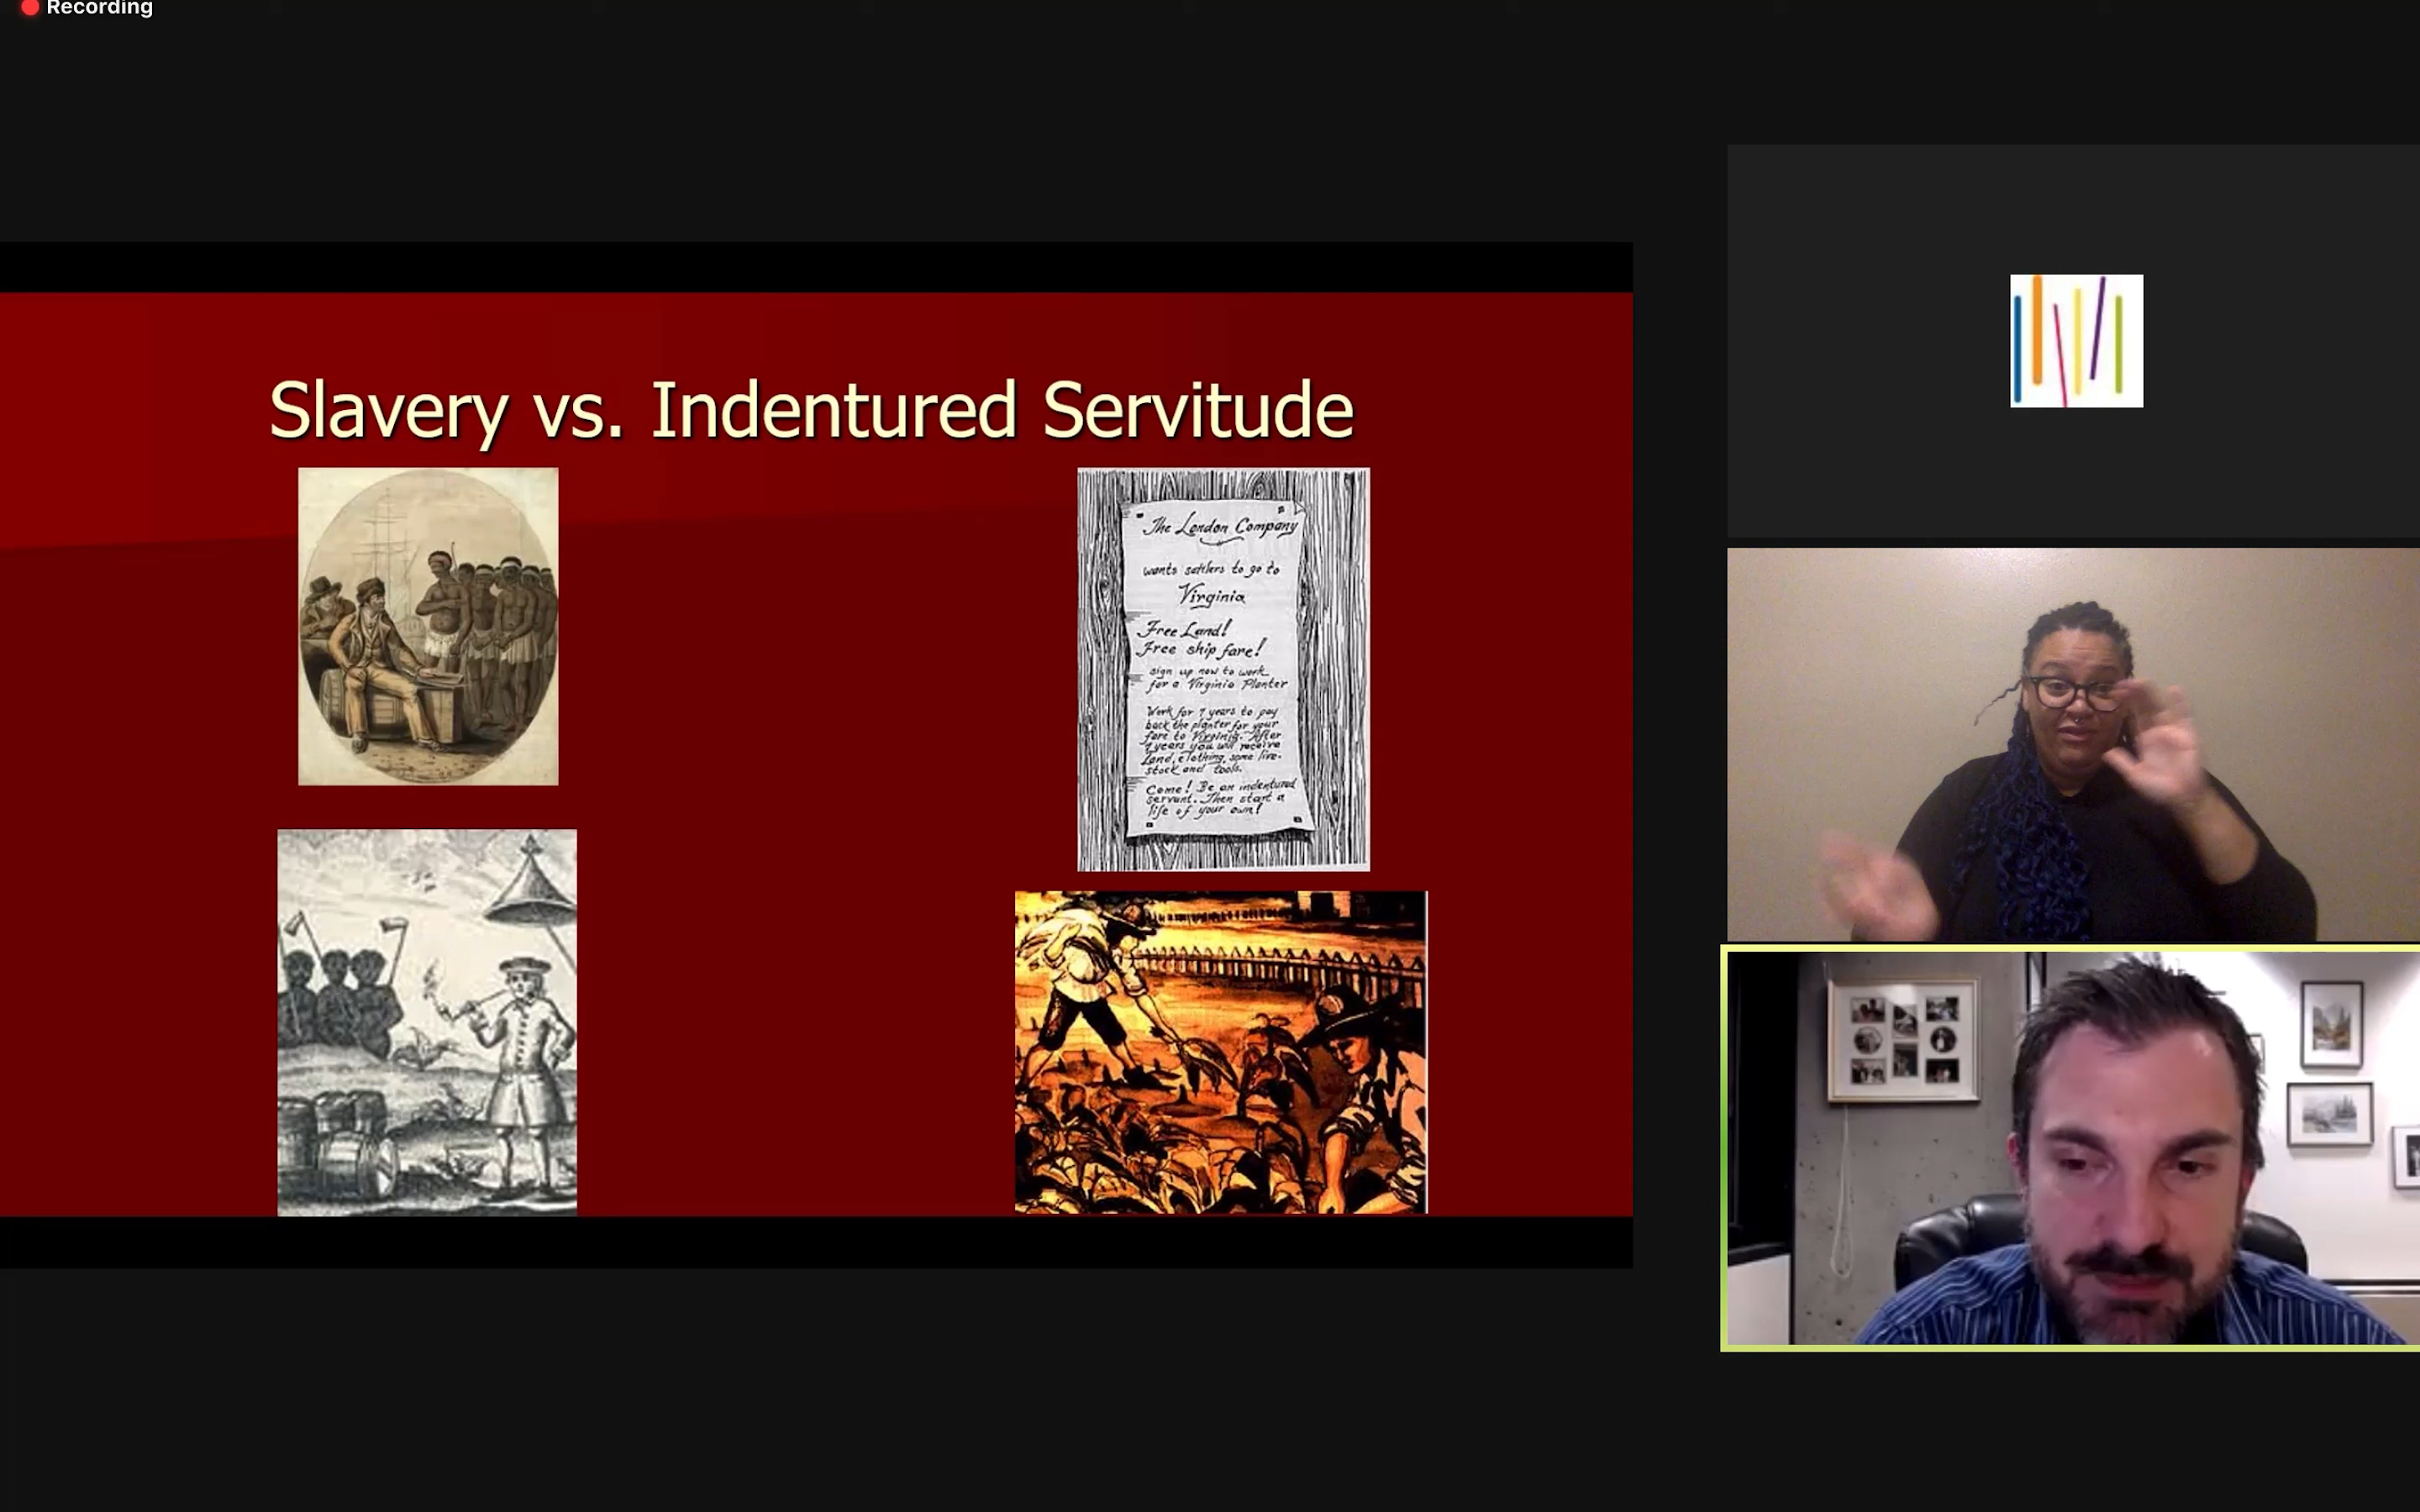 Recording
Slavery vs. Indentured Servitude
The London Company
wants settlers to go to
Virginia
Free Land!
Free ship fare!
sign up now to work
for a Virginia Planter
Work for 7 years to pay
back the planter for your
fare to Virginia. After
7 years you will receive
Land, clothing, some live-
stock and tools.
Come! Be an indentured
servant. Then start a
life of your own!